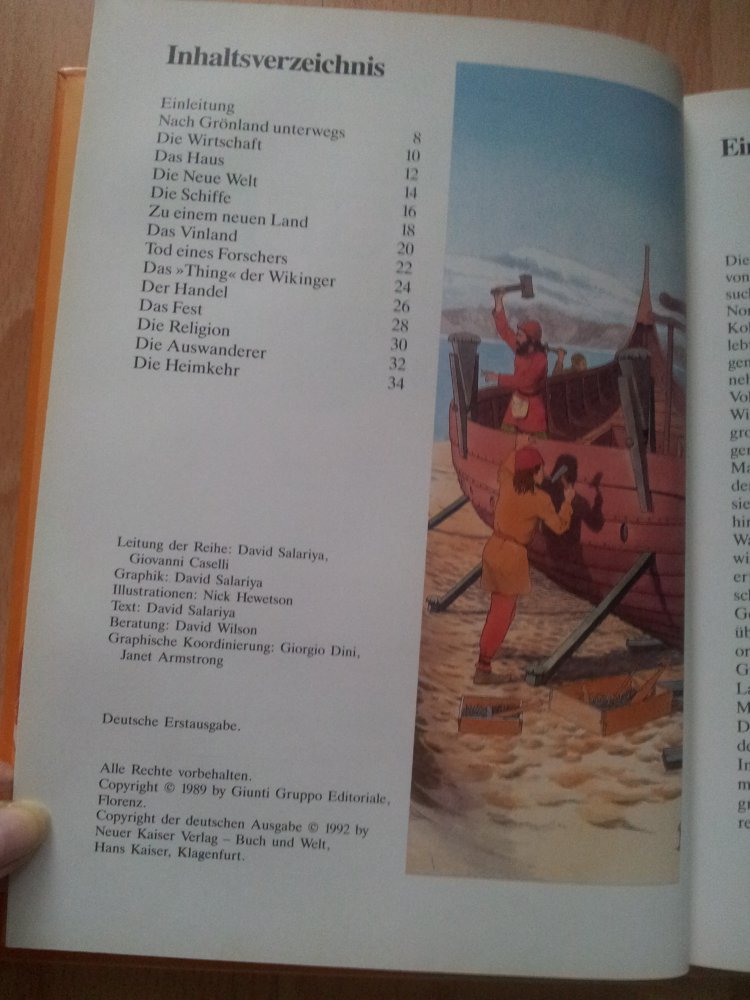 Inhaltsverzeichnis
Einleitung
Nach Grönland unterwegs 8
Die Wirtschaft 10
Das Haus 12
Die Neue Welt 14
Die Schiffe 16
Zu einem neuen Land 18
Das Vinland 20
Tod eines Forschers 22
Das »Thing« der Wikinger 24
Der Handel 26
Das Fest 28
Die Religion 30
Die Auswanderer 32
Die Heimkehr 34
Leitung der Reihe: David Salariya,
Giovanni Caselli
Graphik: David Salariya
Illustrationen: Nick Hewetson
Text: David Salariya
Beratung: David Wilson
Graphische Koordinierung: Giorgio Dini,
Janet Armstrong
Deutsche Erstausgabe.
Alle Rechte vorbehalten.
Copyright © 1989 by Giunti Gruppo Editoriale,
Florenz.
Copyright der deutschen Ausgabe © 1992 by
Neuer Kaiser Verlag – Buch und Welt,
Hans Kaiser, Klagenfurt.
Die
von